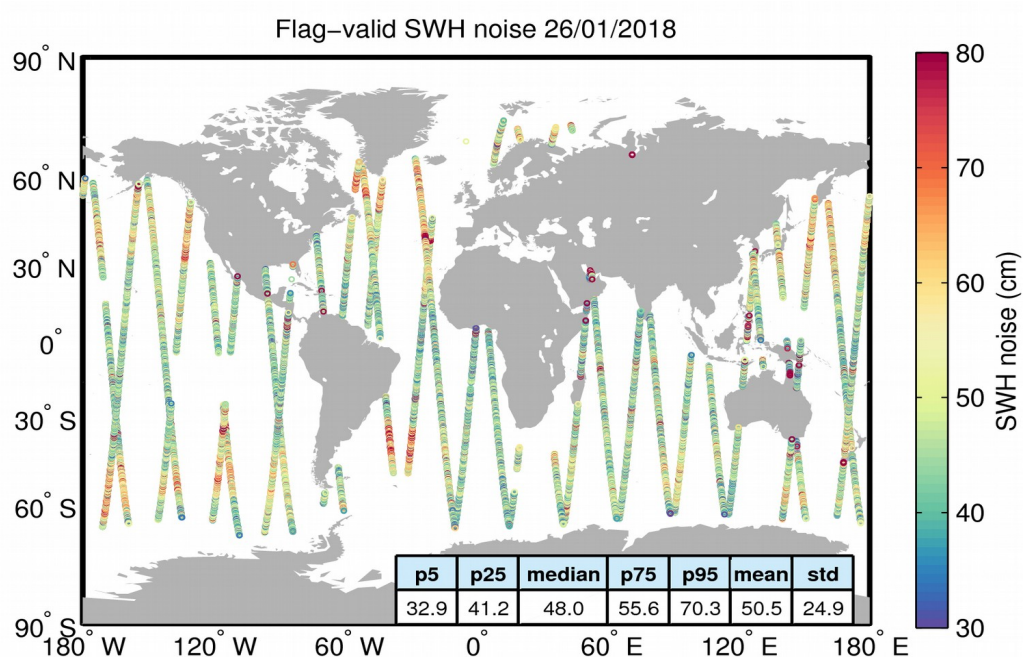 Flag–valid SWH noise 26/01/2018
90° N
60° N
30° N
0°
30° S
60° S
90° S
180° W
120° W
60° W
0°
60° E
120° E
180° E
80
70
60
50
40
30
SWH noise (cm)
p5 p25 median p75 p95 mean std
32.9 41.2 48.0 55.6 70.3 50.5 24.9